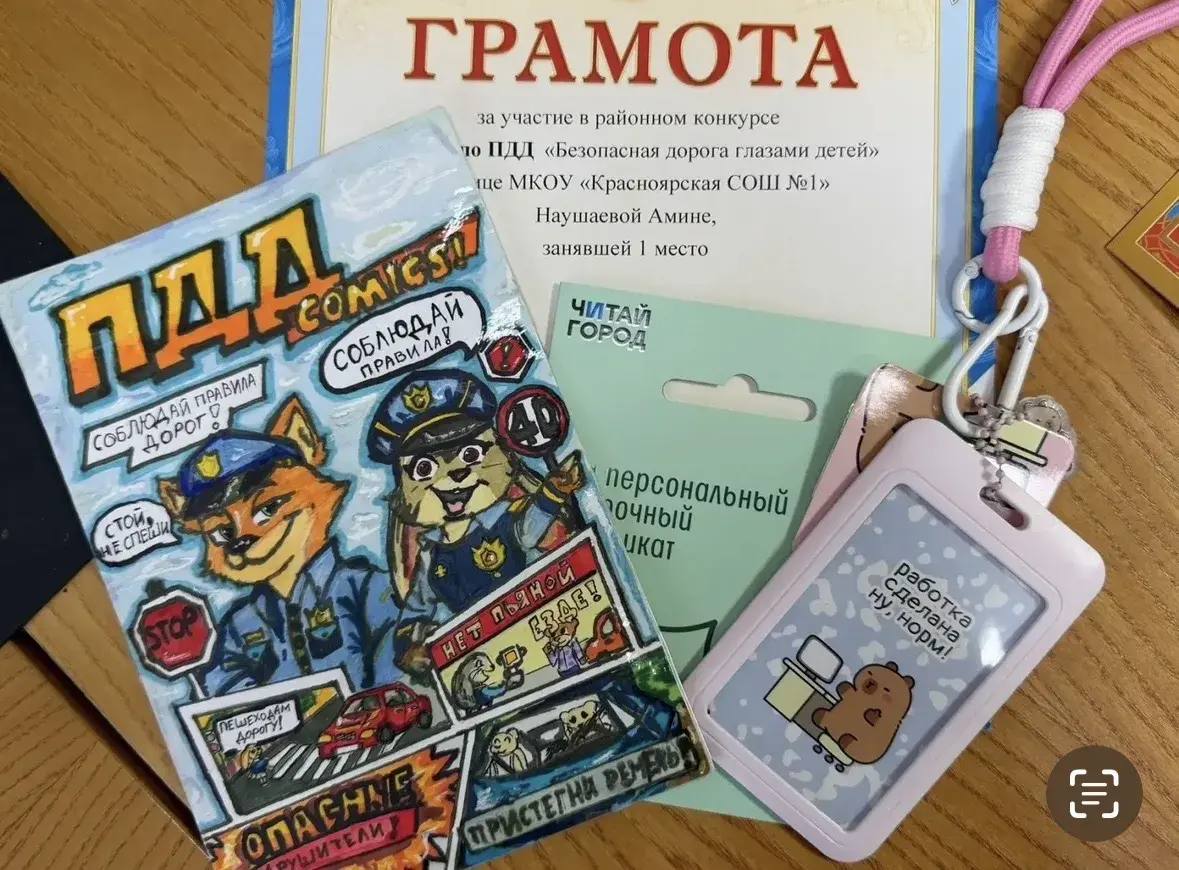 ГРАМОТА
за участие в районном конкурсе
по ПДД «Безопасная дорога глазами детей»
МКОУ «Красноярская СОШ №1»
Наушаевой Амине,
занявшей 1 место
ПДД
COMICS!
СОБЛЮДАЙ
ПРАВИЛА!
СОБЛЮДАЙ ПРАВИЛА
ДОРОГ!
40
СТОЙ,
НЕ СПЕШИ
STOP
НЕТ ПЬЯНОЙ
ЕЗДЕ!
ПЕШЕХОДАМ
ДОРОГУ!
ОПАСНЫЕ
АРУШИТЕЛИ!
ПРИСТЕГНИ РЕМЕНЬ!
ЧИТАЙ
ГОРОД
персональный
работка
сделана
ну, норм!